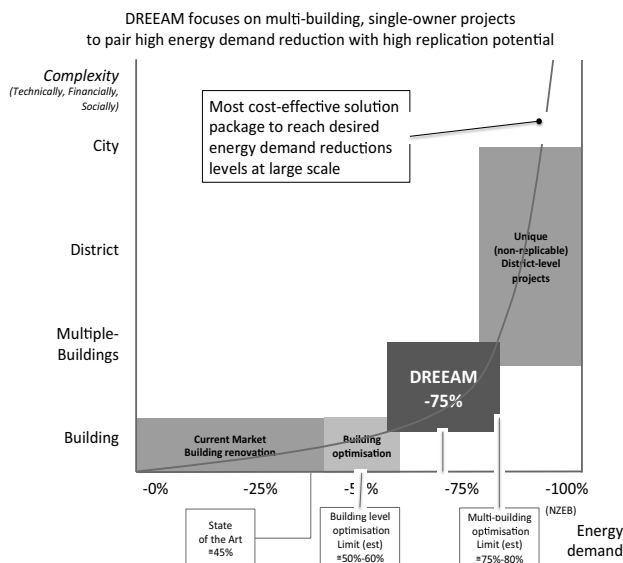 DREEAM focuses on multi-building, single-owner projects
to pair high energy demand reduction with high replication potential
Complexity
(Technically, Financially,
Socially)
Most cost-effective solution
package to reach desired
energy demand reductions
levels at large scale
City
District
Unique
(non-replicable)
District-level
projects
Multiple-
Buildings
DREEAM
-75%
Building
Current Market
Building renovation
Building
optimisation
-0%
-25%
-75%
-100%
(NZEB)
State
of the Art
≅45%
Building level
optimisation
Limit (est)
≅50%-60%
Multi-building
optimisation
Limit (est)
≅75%-80%
Energy
demand